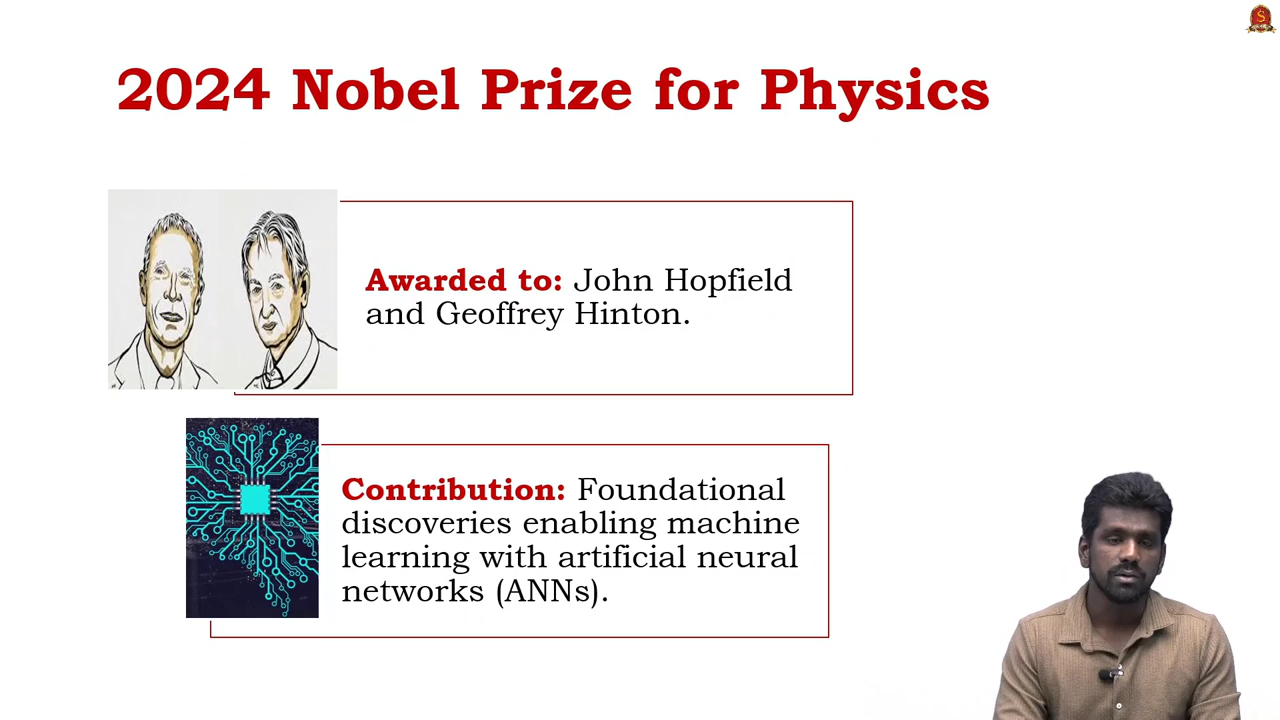 2024 Nobel Prize for Physics
Awarded to: John Hopfield
and Geoffrey Hinton.
Contribution: Foundational
discoveries enabling machine
learning with artificial neural
networks (ANNs).